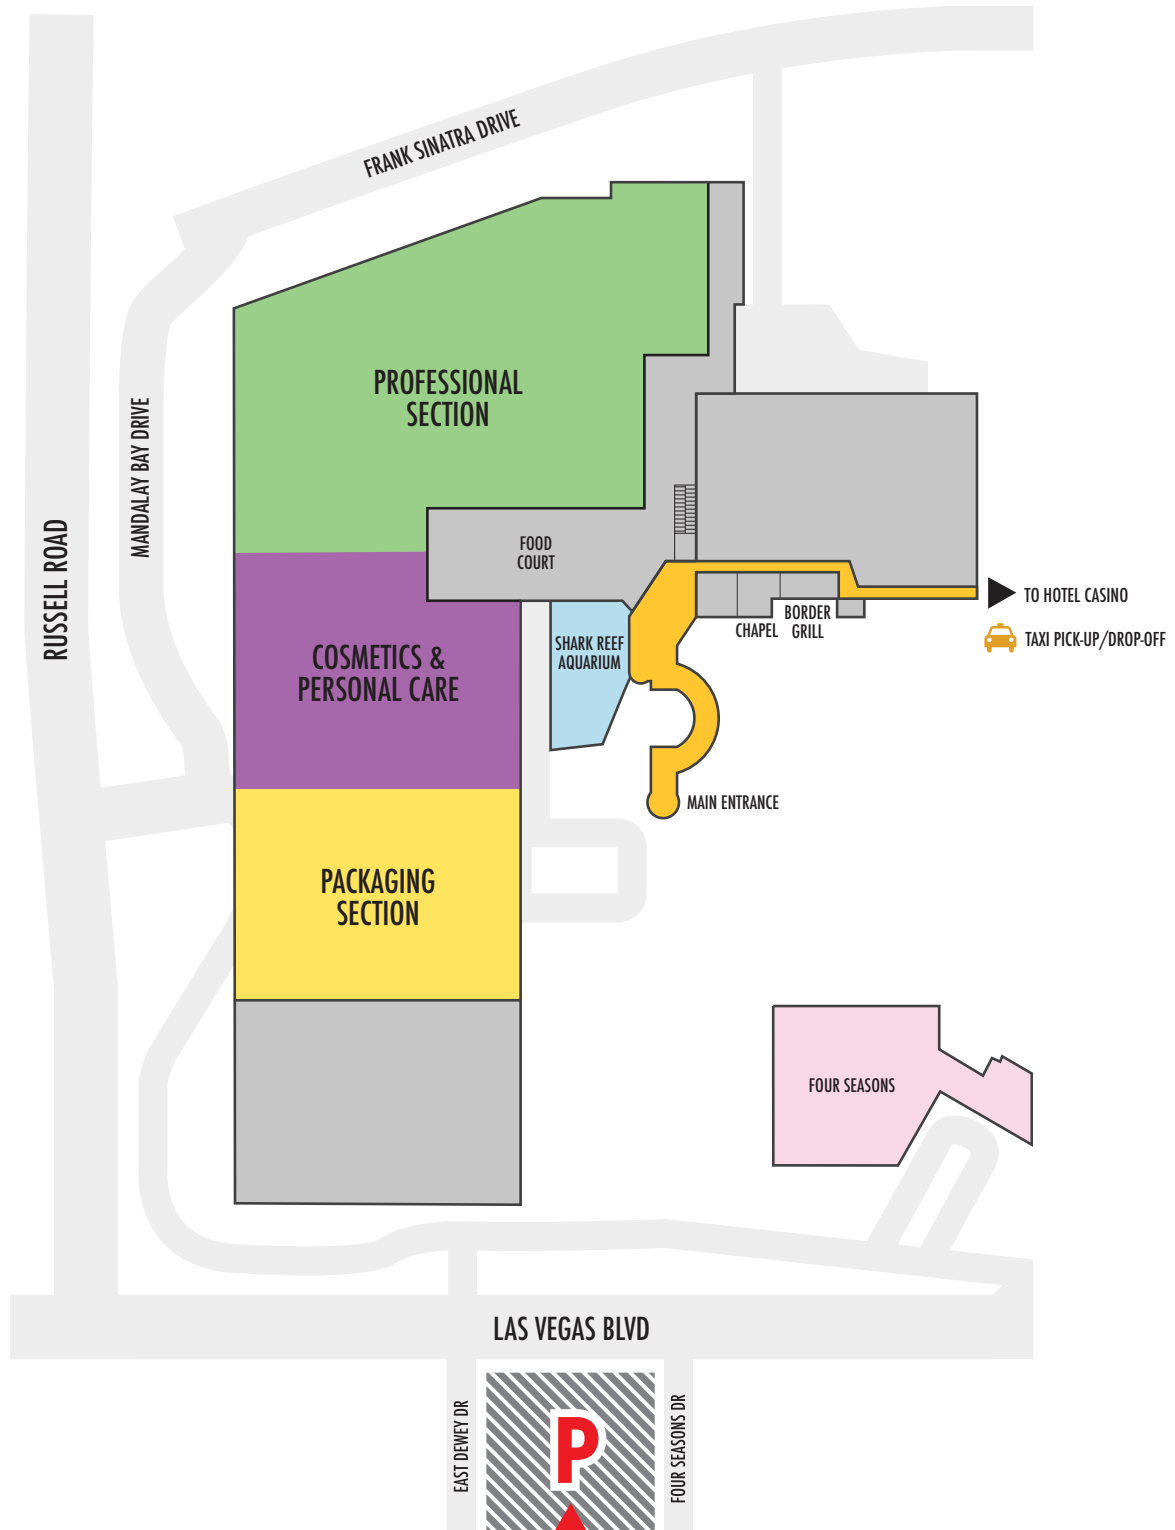 FRANK SINATRA DRIVE
PROFESSIONAL
SECTION
MANDALAY BAY DRIVE
RUSSELL ROAD
FOOD
COURT
TO HOTEL CASINO
BORDER
GRILL
CHAPEL
TAXI PICK-UP/DROP-OFF
SHARK REEF
AQUARIUM
COSMETICS &
PERSONAL CARE
MAIN ENTRANCE
PACKAGING
SECTION
FOUR SEASONS
LAS VEGAS BLVD
EAST DEWEY DR
P
FOUR SEASONS DR